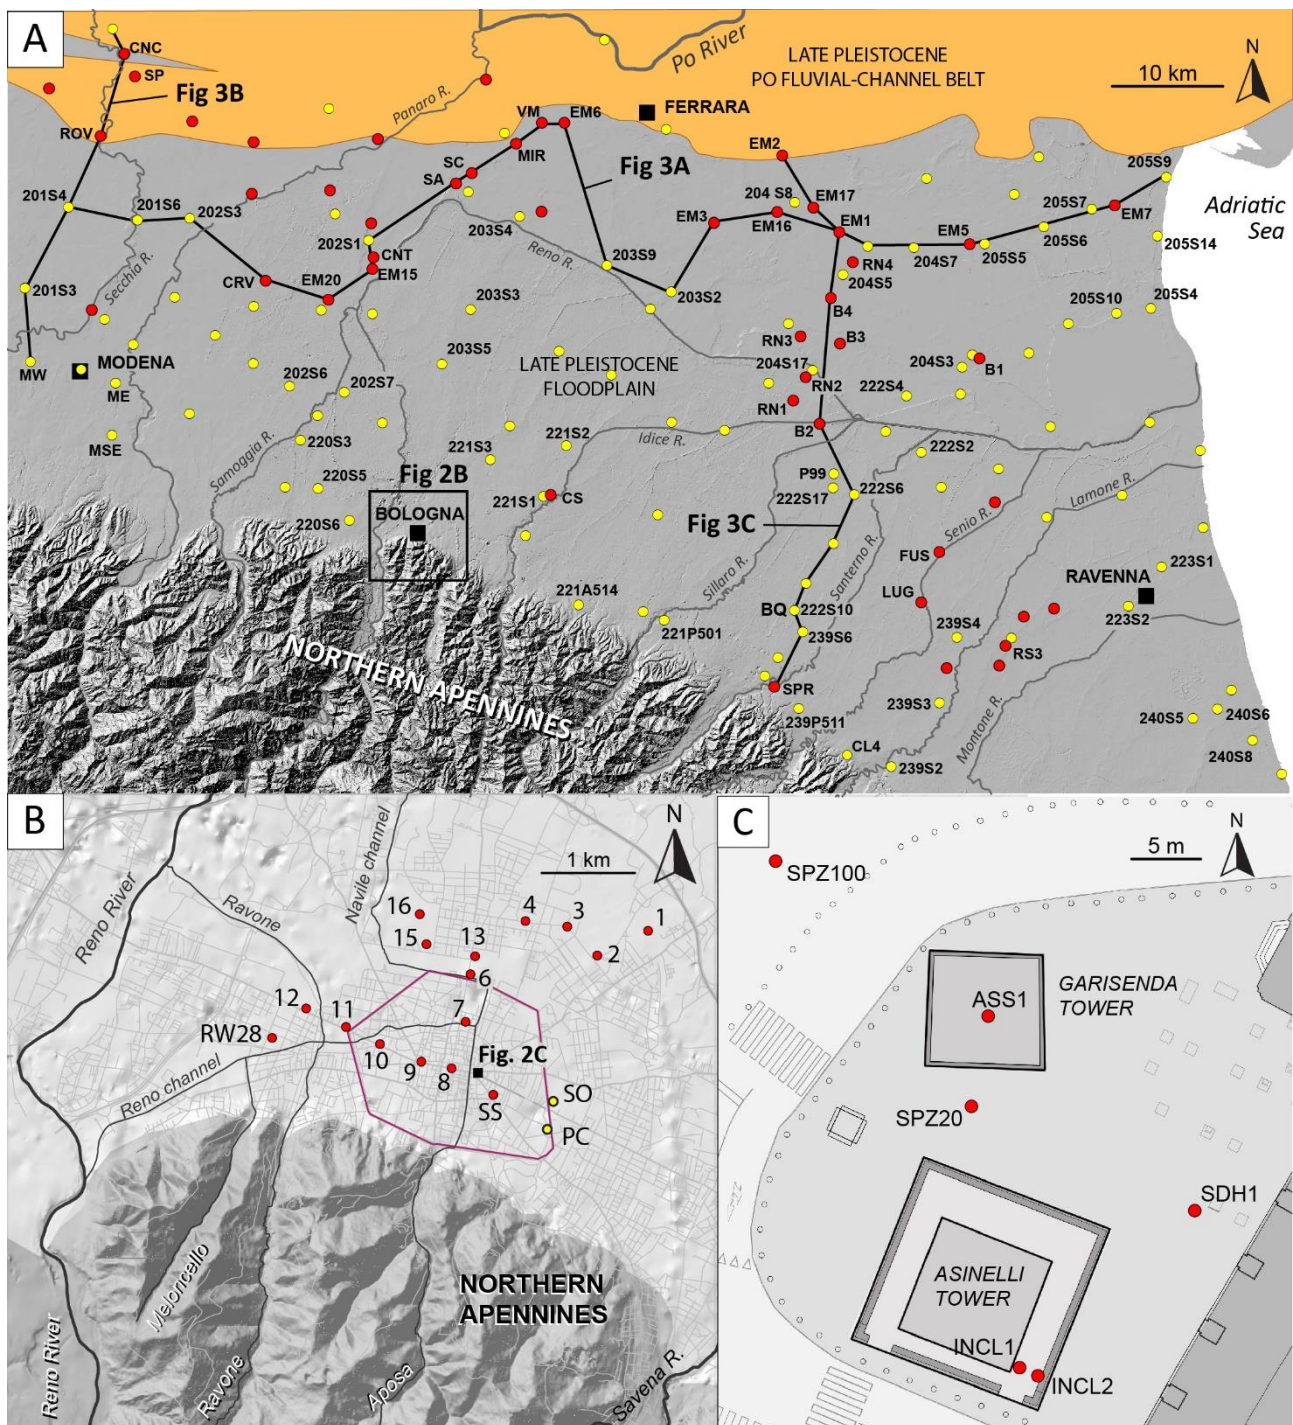 A
CNC
SP
Fig 3B
ROV
Panaro R.
Po River
LATE PLEISTOCENE
PO FLUVIAL-CHANNEL BELT
N
10 km
FERRARA
VM
EM6
MIR
SC
SA
Fig 3A
EM2
EM17
204 S8
EM16
EM3
EM1
205S9
205S7
EM7
EM5
205S6
205S5
204S7
205S14
Adriatic
Sea
201S4
201S6
202S3
202S1
CNT
EM15
203S4
Reno R.
203S9
203S2
RN4
204S5
B4
B3
RN3
201S3
Secchia R.
CRV
EM20
203S3
205S10
205S4
MW
MODENA
ME
MSE
203S5
LATE PLEISTOCENE
FLOODPLAIN
204S17
RN2
RN1
B2
204S3
B1
222S4
202S6
202S7
220S3
Samoggia R.
220S5
220S6
221S3
221S2
Idice R.
222S2
P99
222S17
222S6
Fig 2B
BOLOGNA
221S1
CS
Fig 3C
Sillaro R.
Santerno R.
Senio R.
Lamone R.
FUS
LUG
RAVENNA
223S1
223S2
221A514
221P501
BQ
222S10
239S6
239S4
RS3
NORTHERN APENNINES
SPR
239P511
239S3
Montone R.
CL4
239S2
240S5
240S6
240S8
B
N
1 km
Reno River
Ravone
Navile channel
16
15
4
3
1
2
13
6
12
11
7
RW28
10
9
8
Fig. 2C
SO
SS
PC
Reno channel
Meloncello
Ravone
Aposa
NORTHERN
APENNINES
Reno River
Savena R.
C
N
5 m
SPZ100
GARISENDA
TOWER
ASS1
SPZ20
SDH1
ASINELLI
TOWER
INCL1
INCL2